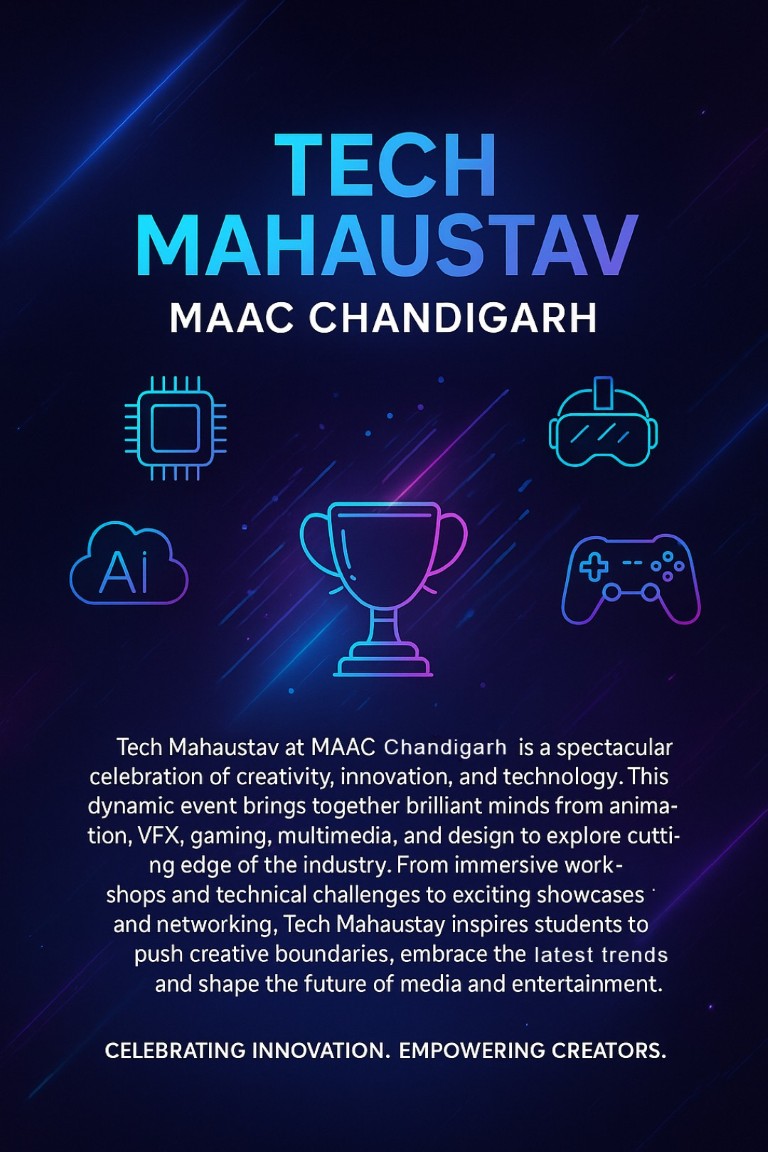 TECH
MAHAUSTAV
MAAC CHANDIGARH
Ai
Tech Mahaustav at MAAC Chandigarh is a spectacular
celebration of creativity, innovation, and technology. This
dynamic event brings together brilliant minds from anima-
tion, VFX, gaming, multimedia, and design to explore cutti-
ng edge of the industry. From immersive work-
shops and technical challenges to exciting showcases
and networking, Tech Mahaustay inspires students to
push creative boundaries, embrace the latest trends
and shape the future of media and entertainment.
CELEBRATING INNOVATION. EMPOWERING CREATORS.